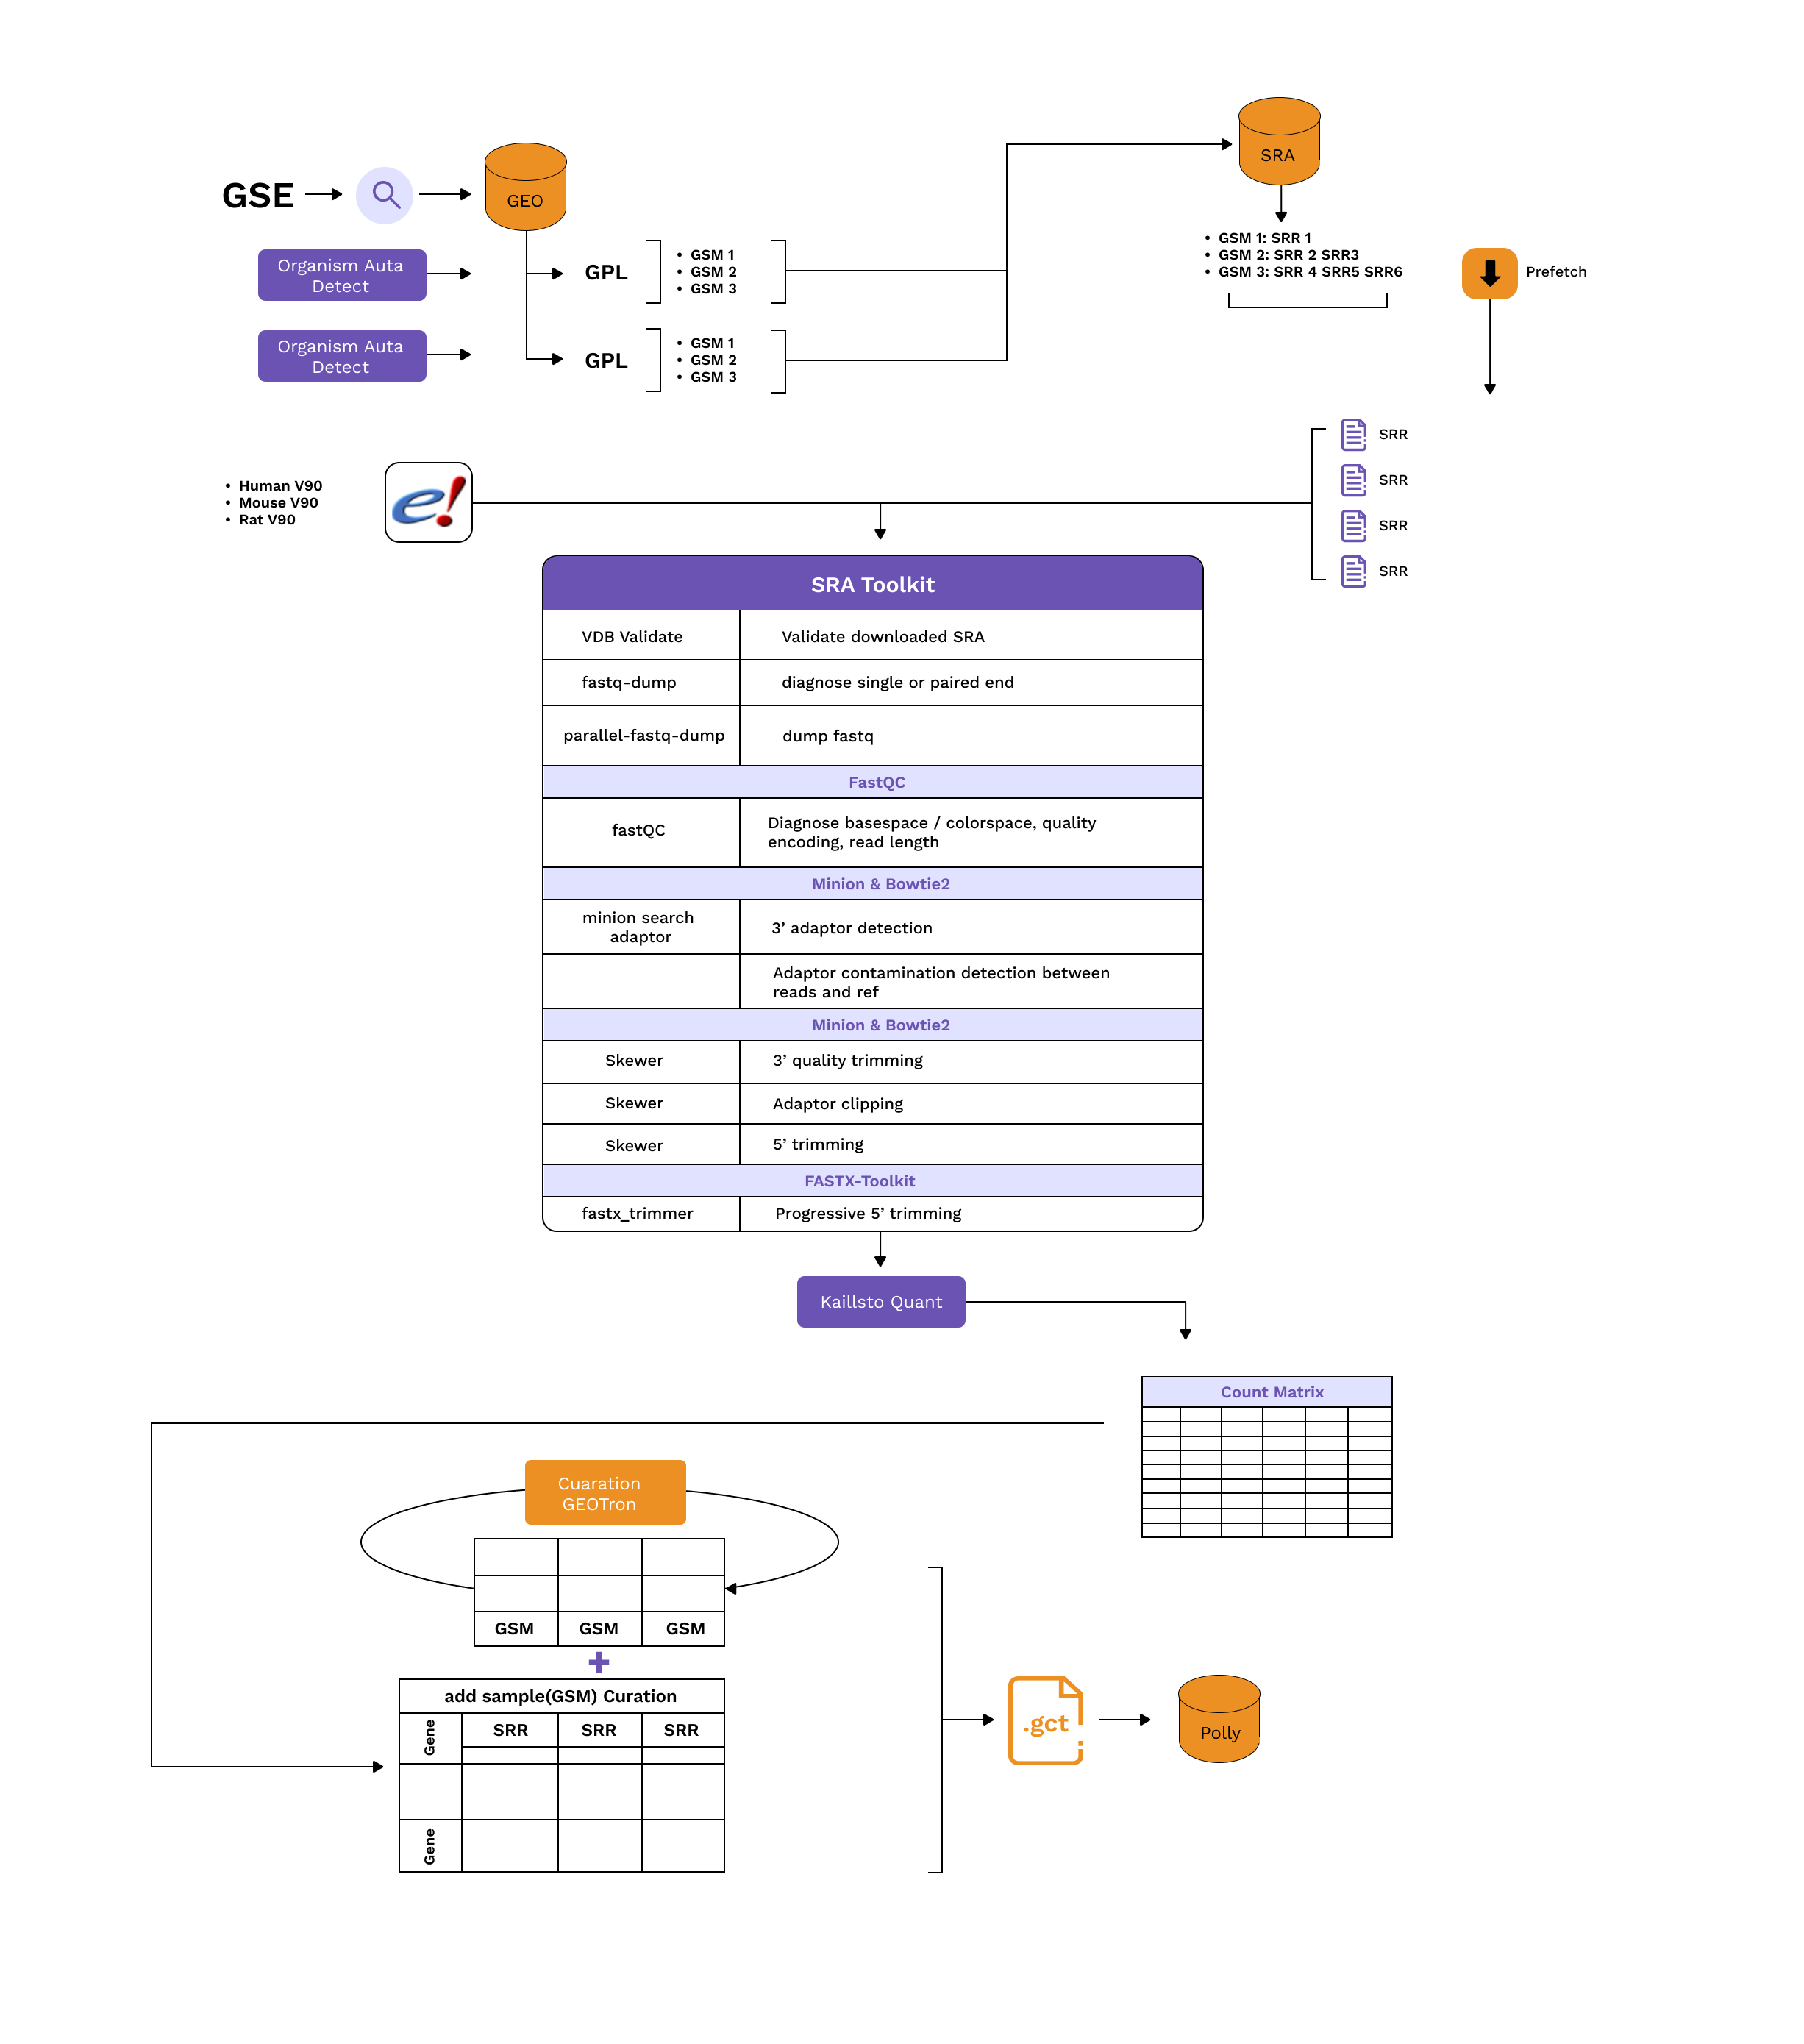 GSE
GEO
SRA
Organism Auta
Detect
GPL
• GSM 1
• GSM 2
• GSM 3
• GSM 1: SRR 1
• GSM 2: SRR 2 SRR3
• GSM 3: SRR 4 SRR5 SRR6
Prefetch
Organism Auta
Detect
GPL
• GSM 1
• GSM 2
• GSM 3
SRR
SRR
SRR
SRR
• Human V90
• Mouse V90
• Rat V90
e!
SRA Toolkit
VDB Validate
Validate downloaded SRA
fastq-dump
diagnose single or paired end
parallel-fastq-dump
dump fastq
FastQC
fastQC
Diagnose basespace / colorspace, quality
encoding, read length
Minion & Bowtie2
minion search
adaptor
3’ adaptor detection
Adaptor contamination detection between
reads and ref
Minion & Bowtie2
Skewer
3’ quality trimming
Skewer
Adaptor clipping
Skewer
5’ trimming
FASTX-Toolkit
fastx_trimmer
Progressive 5’ trimming
Kaillsto Quant
Count Matrix
Cuaration
GEOTron
GSM
GSM
GSM
add sample(GSM) Curation
Gene
SRR
SRR
SRR
Gene
.gct
Polly